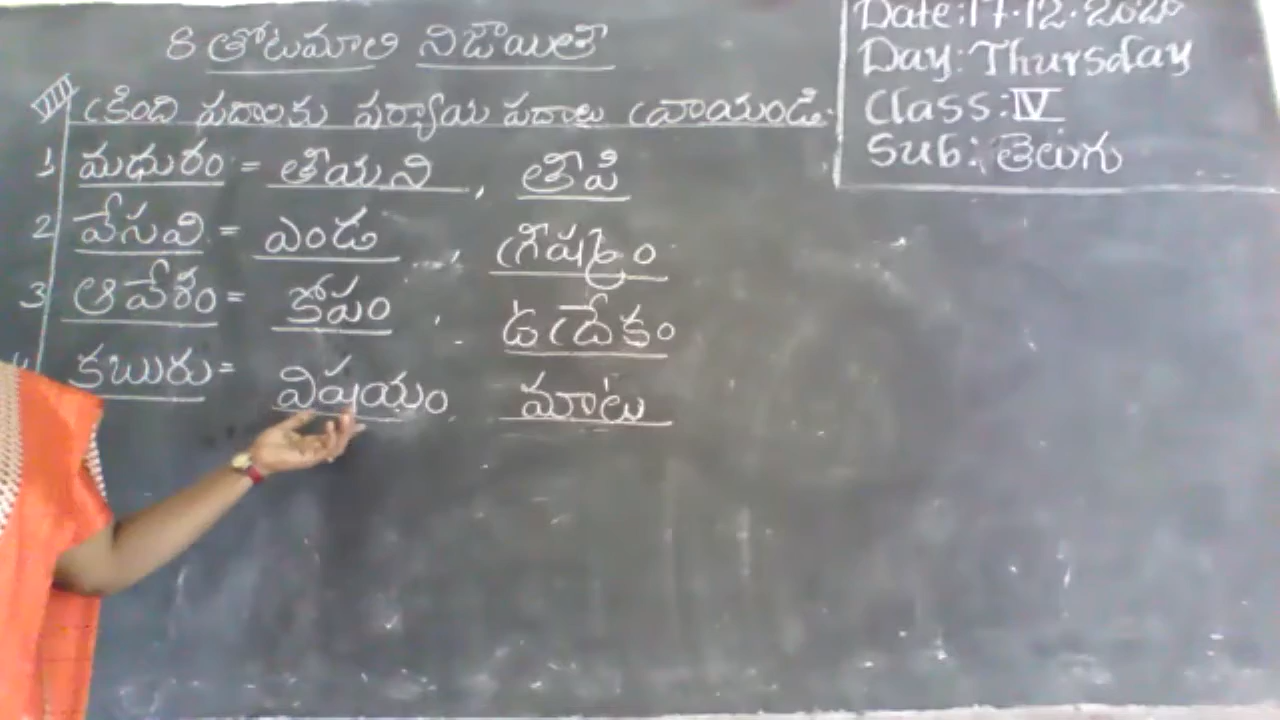 8 తోటమాలి నిజాయితీ
III క్రింది పదాలకు పర్యాయ పదాలు వ్రాయండి.
1 మధురం = తీయని, తీపి
2 వేసవి = ఎండ, గ్రీష్మం
3 ఆవేశం = కోపం, ఉద్రేకం
4 కబురు = విషయం, మాట
Date:17.12.2020
Day: Thursday
Class: IV
Sub: తెలుగు